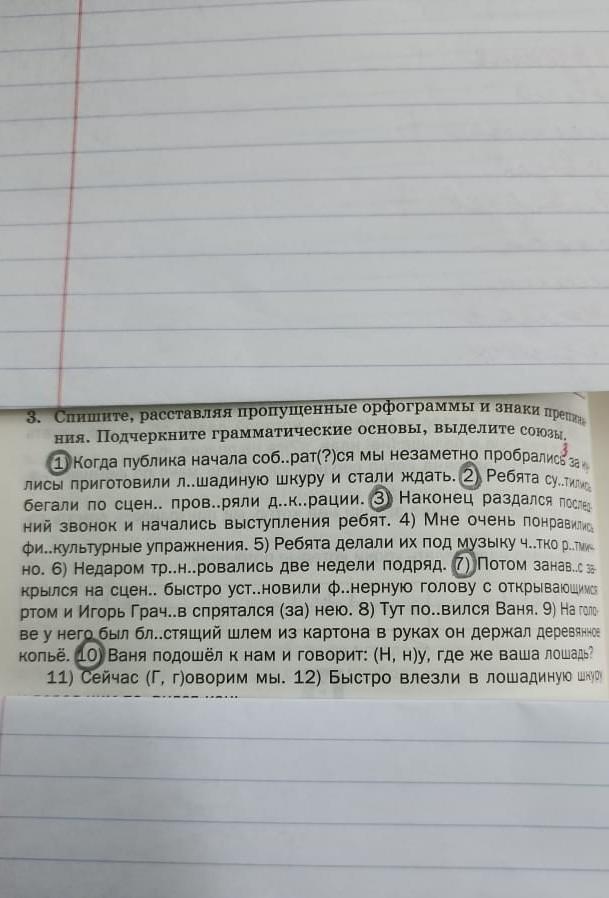 3. Спишите, расставляя пропущенные орфограммы и знаки препина
ния. Подчеркните грамматические основы, выделите союзы.
1) Когда публика начала соб..рат(?)ся мы незаметно пробрались за
3
лисы приготовили л..шадиную шкуру и стали ждать. 2) Ребята су..тились
бегали по сцен.. пров..ряли д..к..рации. 3) Наконец раздался послед
ний звонок и начались выступления ребят. 4) Мне очень понравились
фи..культурные упражнения. 5) Ребята делали их под музыку ч..тко р..тмич
но. 6) Недаром тр..н..ровались две недели подряд. 7) Потом занав..с за
крылся на сцен.. быстро уст..новили ф..нерную голову с открывающимся
ртом и Игорь Грач..в спрятался (за) нею. 8) Тут по..вился Ваня. 9) На голо
ве у него был бл..стящий шлем из картона в руках он держал деревянное
копьё. 10) Ваня подошёл к нам и говорит: (Н, н)у, где же ваша лошадь?
11) Сейчас (Г, г)оворим мы. 12) Быстро влезли в лошадиную шкуру